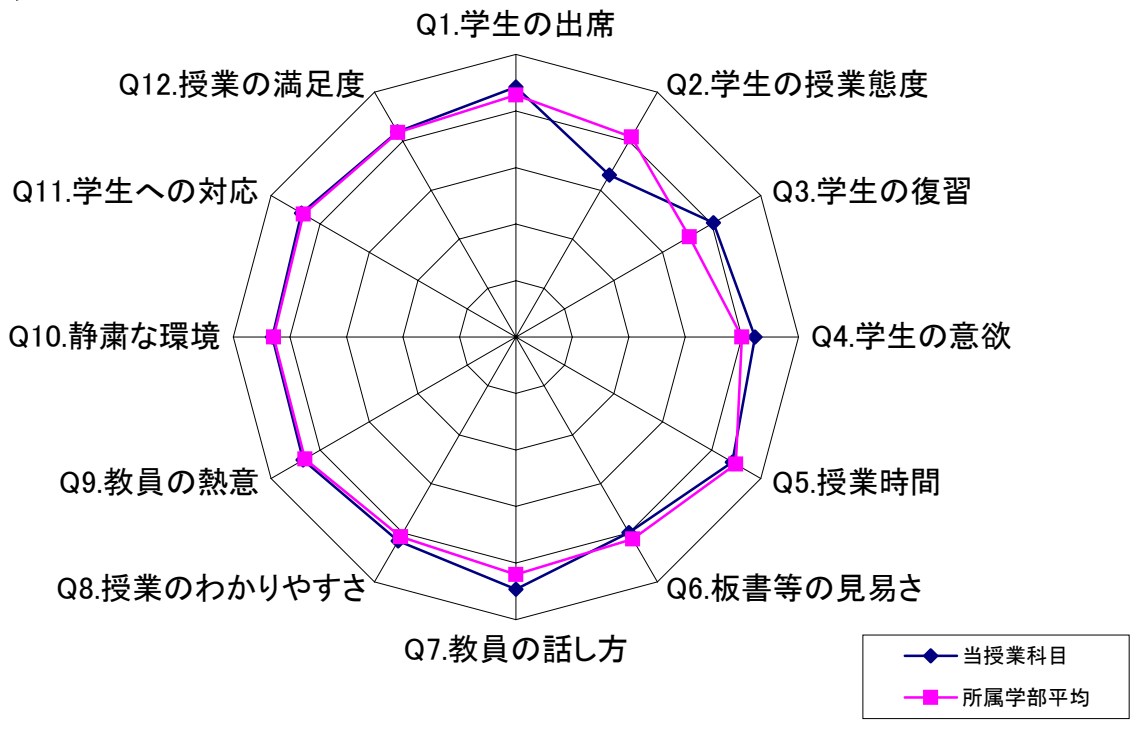 Q1.学生の出席
Q2.学生の授業態度
Q3.学生の復習
Q4.学生の意欲
Q5.授業時間
Q6.板書等の見易さ
Q7.教員の話し方
Q8.授業のわかりやすさ
Q9.教員の熱意
Q10.静粛な環境
Q11.学生への対応
Q12.授業の満足度
当授業科目
所属学部平均